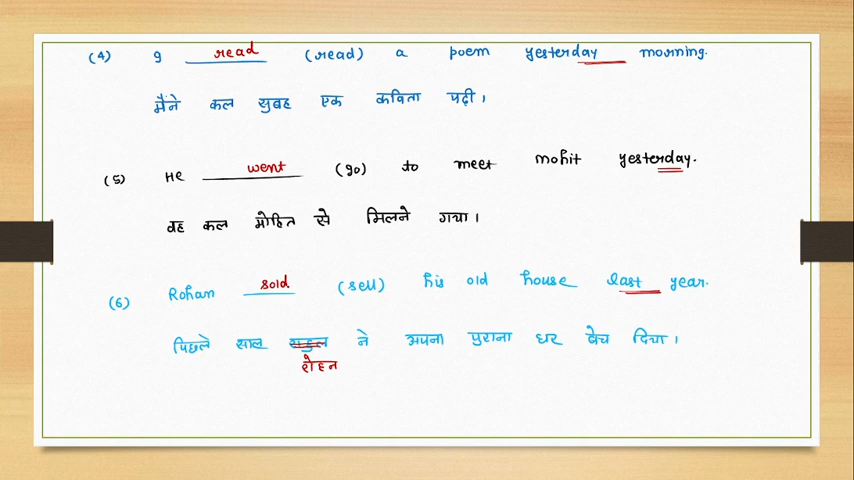 (4) I read (read) a poem yesterday morning.
मैंने कल सुबह एक कविता पढ़ी।
(5) He went (go) to meet mohit yesterday.
वह कल मोहित से मिलने गया।
(6) Rohan sold (sell) his old house last year.
पिछले साल राहुल ने अपना पुराना घर बेच दिया।
रोहन